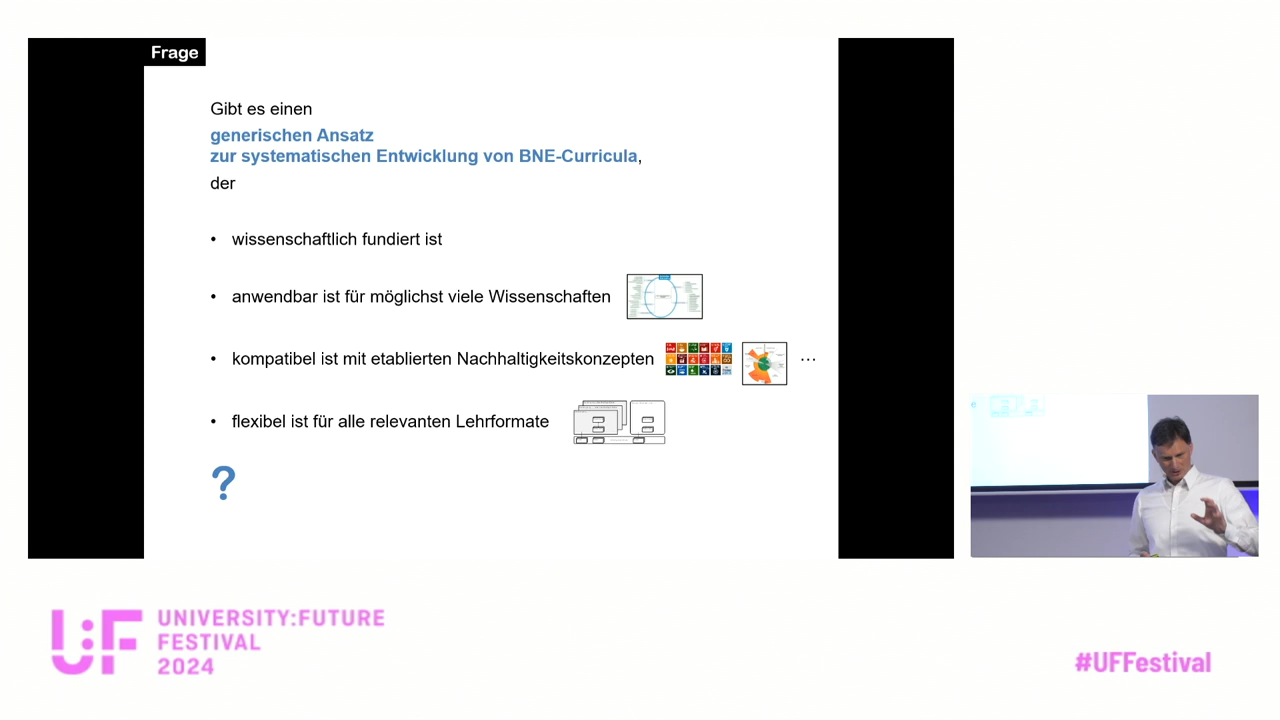 Frage
Gibt es einen
generischen Ansatz
zur systematischen Entwicklung von BNE-Curricula,
der
• wissenschaftlich fundiert ist
• anwendbar ist für möglichst viele Wissenschaften
• kompatibel ist mit etablierten Nachhaltigkeitskonzepten ...
• flexibel ist für alle relevanten Lehrformate
?
U:F UNIVERSITY:FUTURE
FESTIVAL
2024
#UFFestival